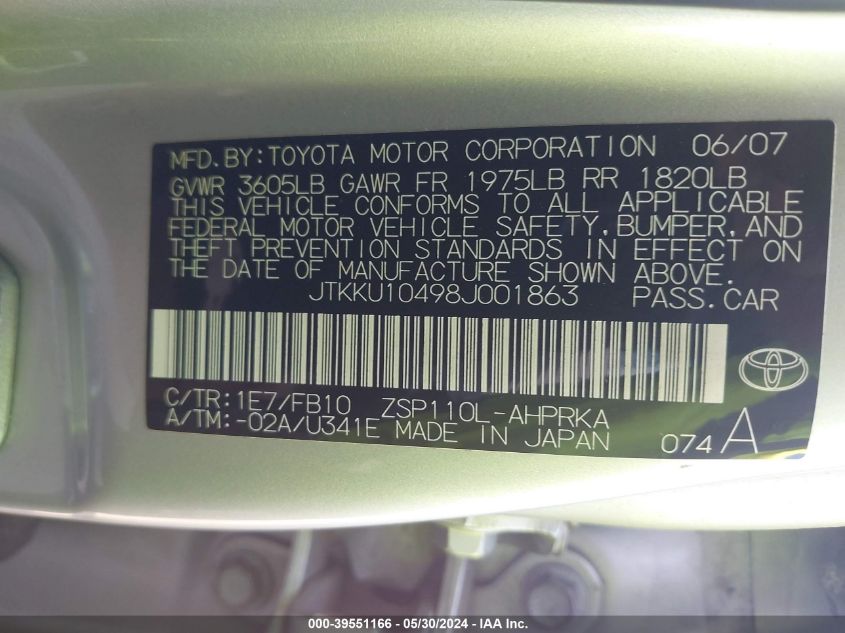 MFD. BY: TOYOTA MOTOR CORPORATION 06/07
GVWR 3605LB GAWR FR 1975LB RR 1820LB
THIS VEHICLE CONFORMS TO ALL APPLICABLE
FEDERAL MOTOR VEHICLE SAFETY, BUMPER, AND
THEFT PREVENTION STANDARDS IN EFFECT ON
THE DATE OF MANUFACTURE SHOWN ABOVE.
JTKKU10498J001863 PASS. CAR
C/TR: 1E7/FB10 ZSP110L-AHPRKA
A/TM: -02A/U341E MADE IN JAPAN 074 A
000-39551166 - 05/30/2024 - IAA Inc.